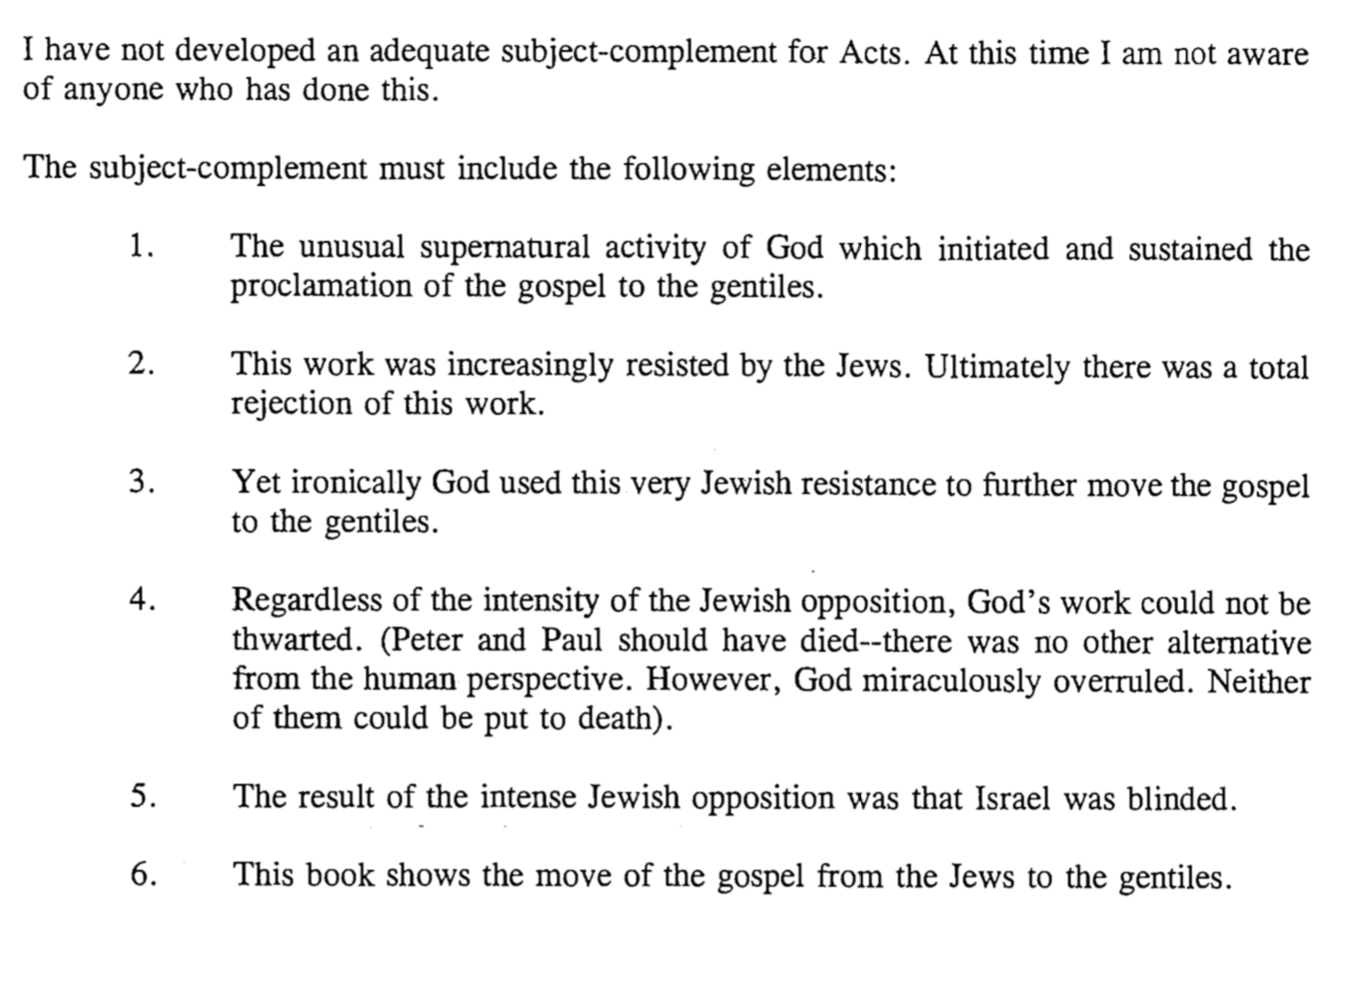 I have not developed an adequate subject-complement for Acts. At this time I am not aware
of anyone who has done this.
The subject-complement must include the following elements:
1. The unusual supernatural activity of God which initiated and sustained the
proclamation of the gospel to the gentiles.
2. This work was increasingly resisted by the Jews. Ultimately there was a total
rejection of this work.
3. Yet ironically God used this very Jewish resistance to further move the gospel
to the gentiles.
4. Regardless of the intensity of the Jewish opposition, God's work could not be
thwarted. (Peter and Paul should have died--there was no other alternative
from the human perspective. However, God miraculously overruled. Neither
of them could be put to death).
5. The result of the intense Jewish opposition was that Israel was blinded.
6. This book shows the move of the gospel from the Jews to the gentiles.